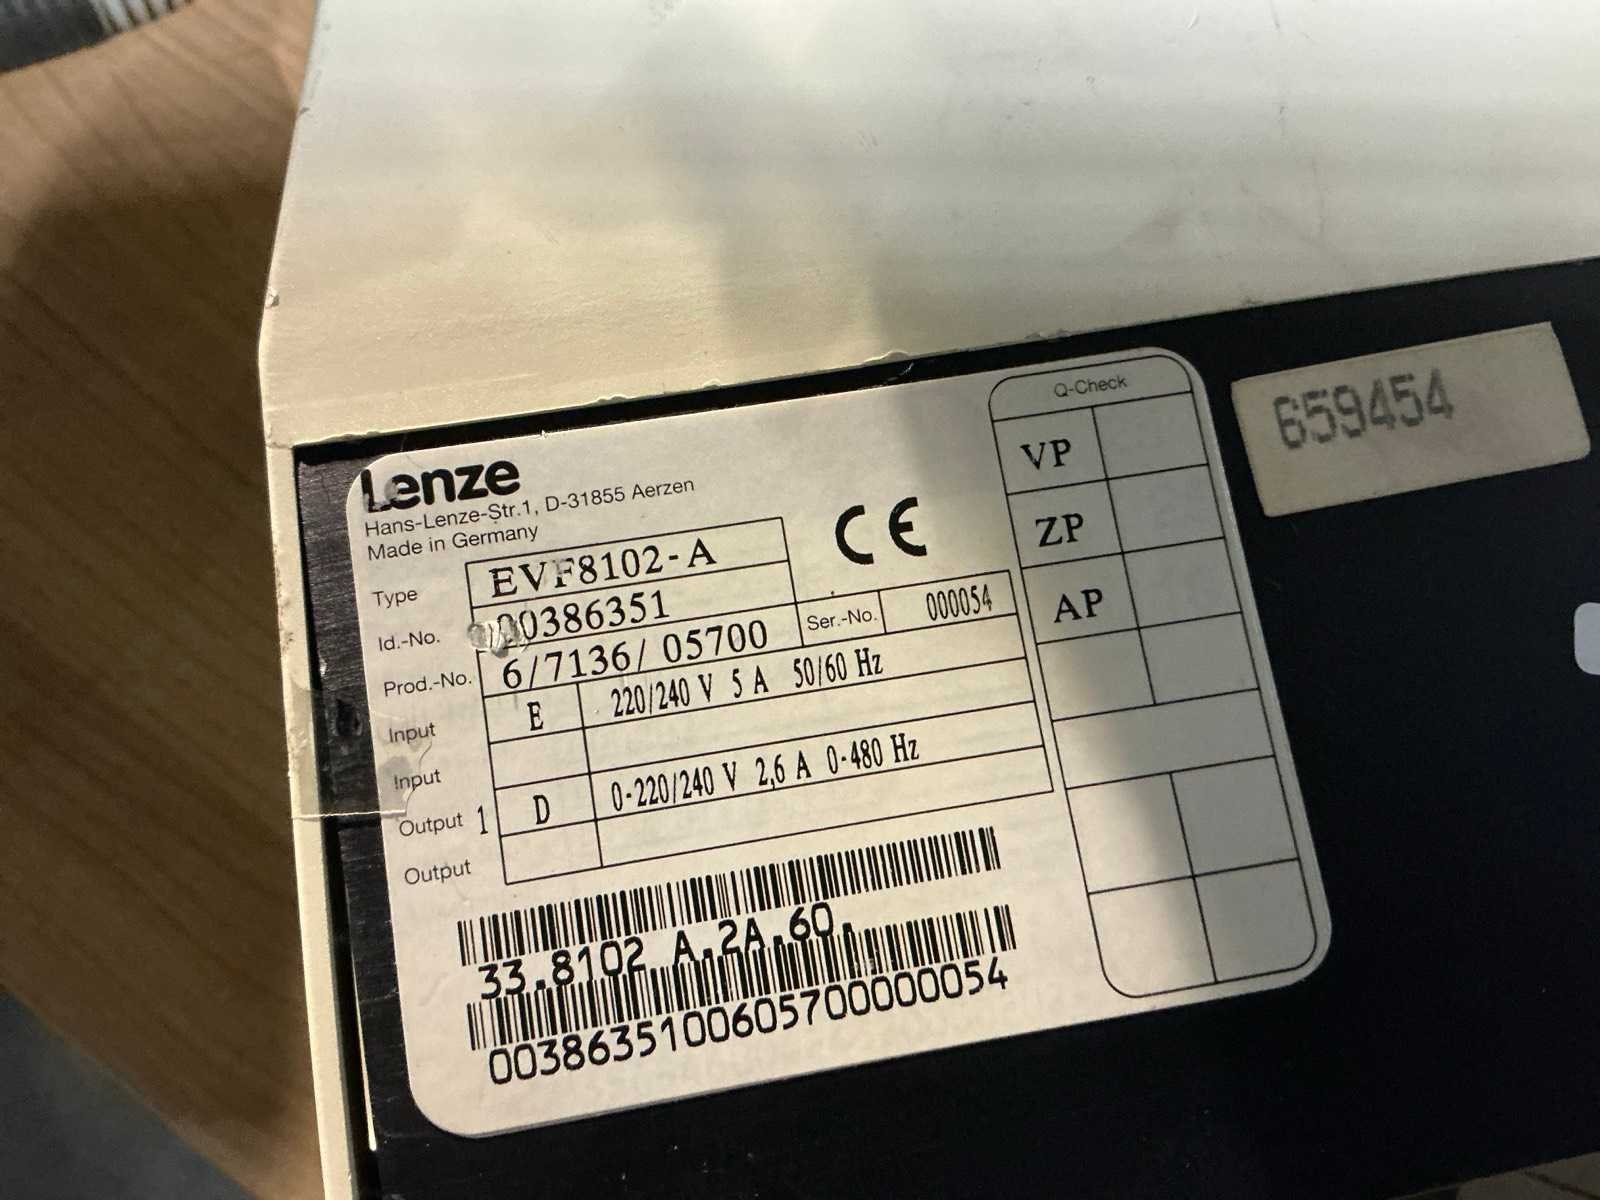 Lenze
Hans-Lenze-Str.1, D-31855 Aerzen
Made in Germany
Type EVF8102-A
Id.-No. 00386351
Prod.-No. 6/7136/05700 Ser.-No. 000054
Input E 220/240 V 5 A 50/60 Hz
Input
Output 1 D 0-220/240 V 2,6 A 0-480 Hz
Output
33.8102 A.2A.60.
00386351006057000000054
CE
Q-Check
VP
ZP
AP
659454